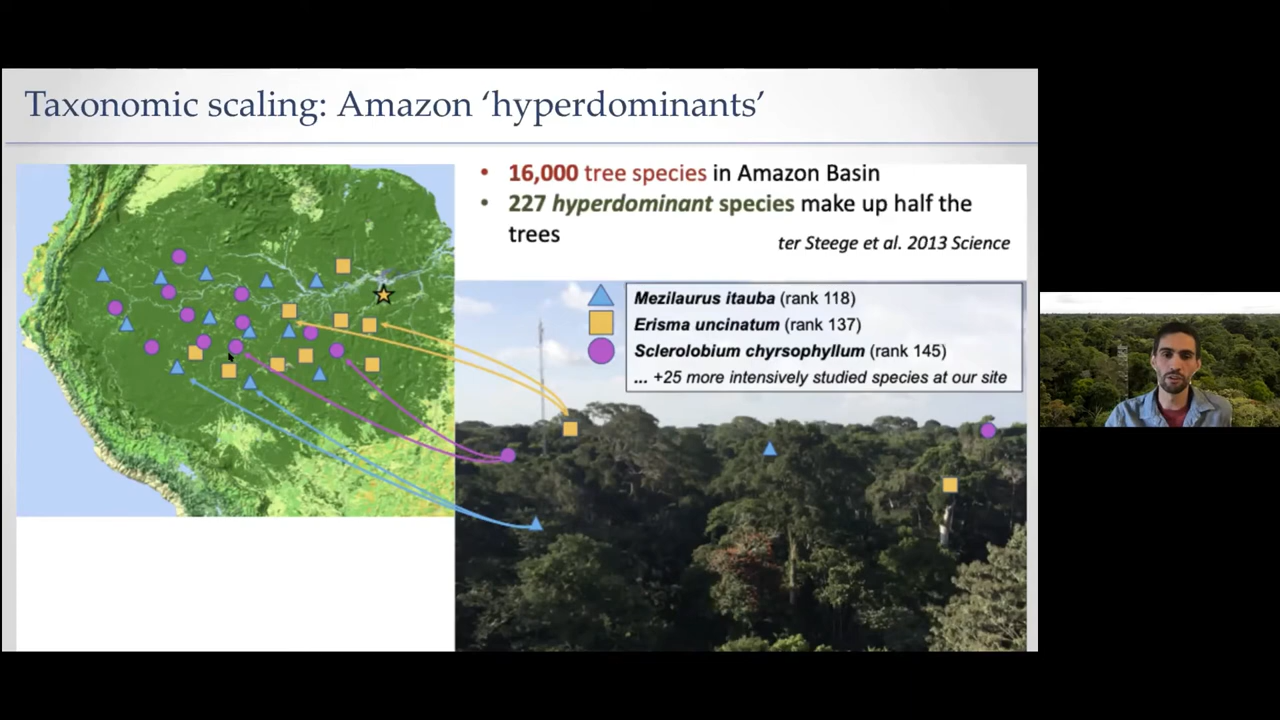 Taxonomic scaling: Amazon ‘hyperdominants’
• 16,000 tree species in Amazon Basin
• 227 hyperdominant species make up half the
trees
ter Steege et al. 2013 Science
Mezilaurus itauba (rank 118)
Erisma uncinatum (rank 137)
Sclerolobium chyrsophyllum (rank 145)
... +25 more intensively studied species at our site